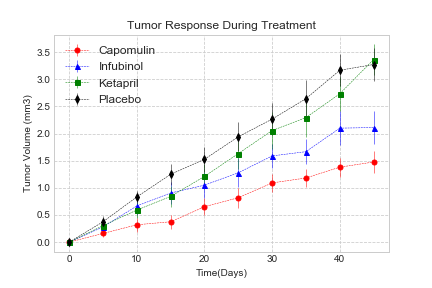 Tumor Response During Treatment
Capomulin
Infubinol
Ketapril
Placebo
Tumor Volume (mm3)
3.5
3.0
2.5
2.0
1.5
1.0
0.5
0.0
0 10 20 30 40
Time(Days)